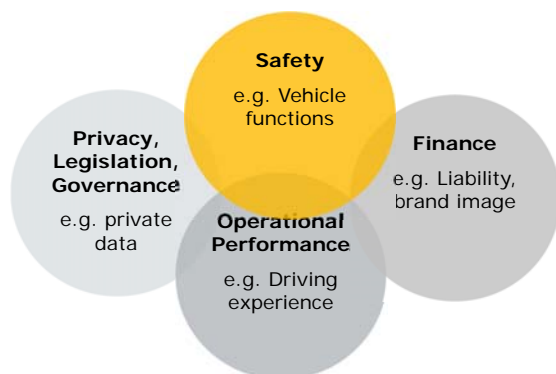 Safety
e.g. Vehicle
functions
Privacy,
Legislation,
Governance
e.g. private
data
Finance
e.g. Liability,
brand image
Operational
Performance
e.g. Driving
experience